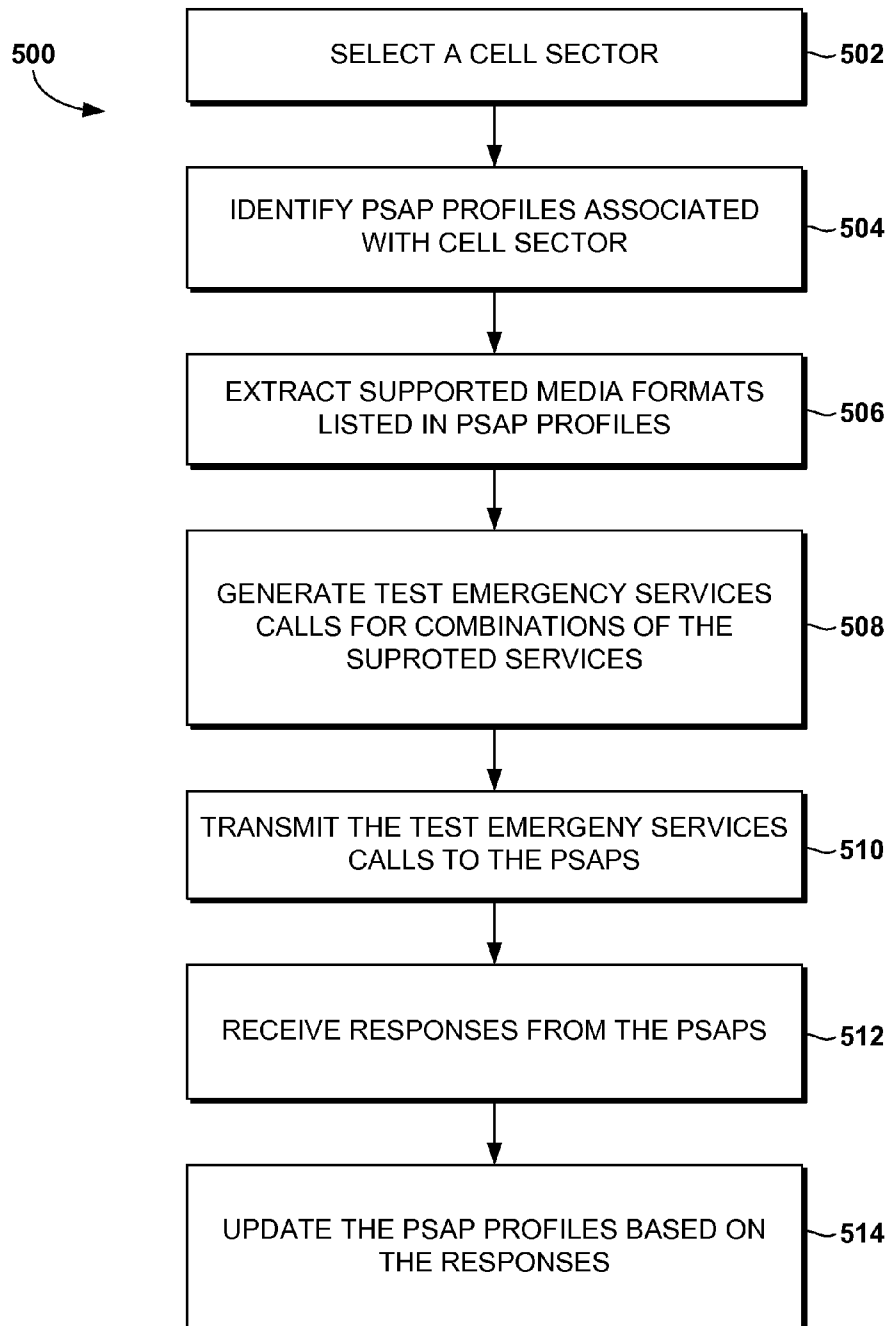 500
SELECT A CELL SECTOR
502
IDENTIFY PSAP PROFILES ASSOCIATED
WITH CELL SECTOR
504
EXTRACT SUPPORTED MEDIA FORMATS
LISTED IN PSAP PROFILES
506
GENERATE TEST EMERGENCY SERVICES
CALLS FOR COMBINATIONS OF THE
SUPROTED SERVICES
508
TRANSMIT THE TEST EMERGENY SERVICES
CALLS TO THE PSAPS
510
RECEIVE RESPONSES FROM THE PSAPS
512
UPDATE THE PSAP PROFILES BASED ON
THE RESPONSES
514